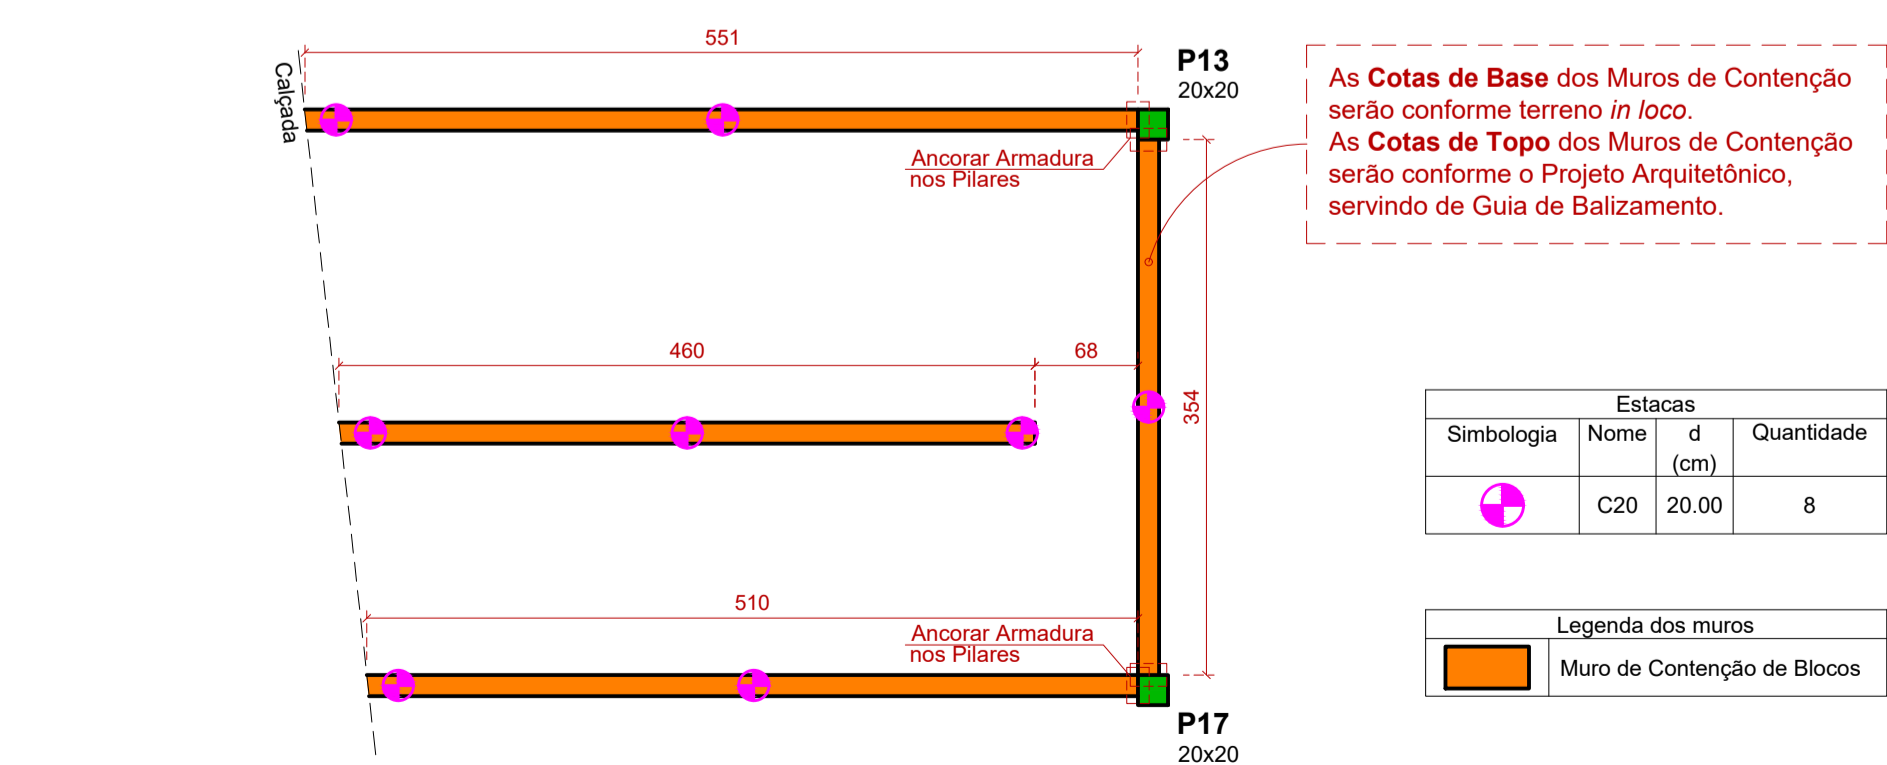 551
P13
20x20
Calçada
As Cotas de Base dos Muros de Contenção
serão conforme terreno in loco.
As Cotas de Topo dos Muros de Contenção
serão conforme o Projeto Arquitetônico,
servindo de Guia de Balizamento.
Ancorar Armadura
nos Pilares
460
68
354
Estacas
Simbologia Nome d (cm) Quantidade
C20 20.00 8
510
Ancorar Armadura
nos Pilares
Legenda dos muros
Muro de Contenção de Blocos
P17
20x20